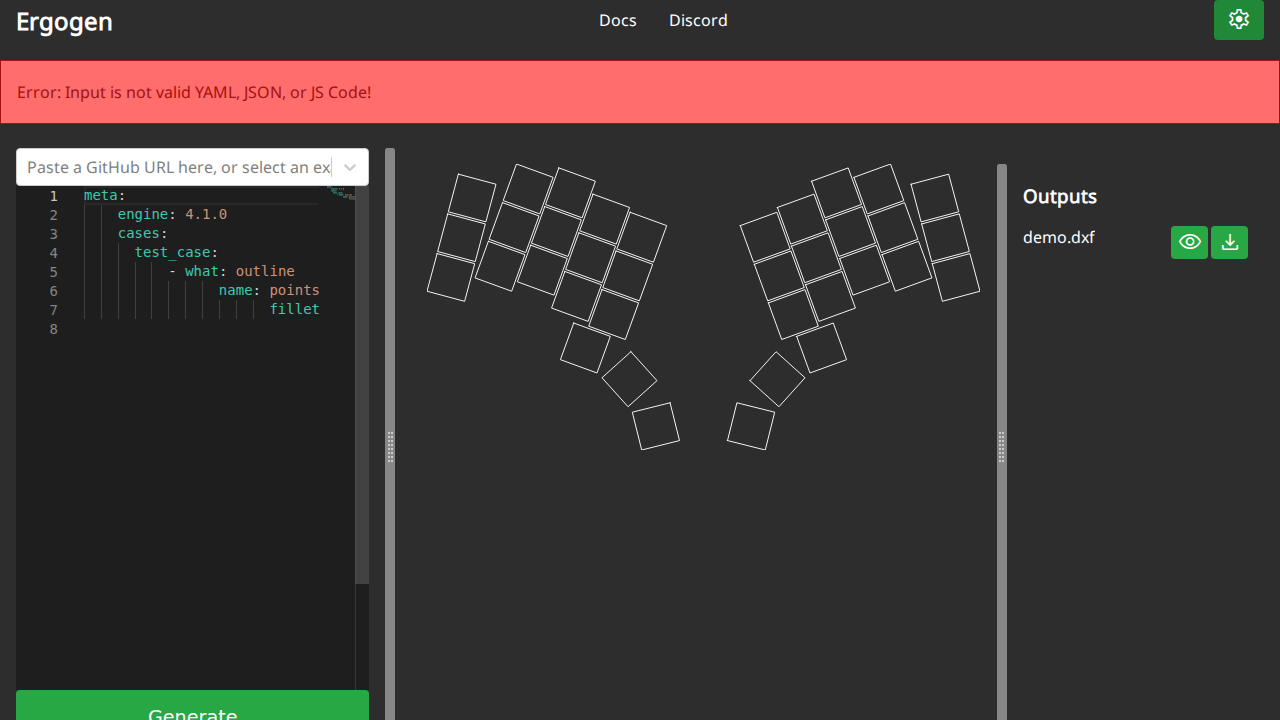 Ergogen
Docs
Discord
Error: Input is not valid YAML, JSON, or JS Code!
Paste a GitHub URL here, or select an ex
1 meta:
2 engine: 4.1.0
3 cases:
4 test_case:
5 - what: outline
6 name: points
7 fillet
8
Generate
Outputs
demo.dxf